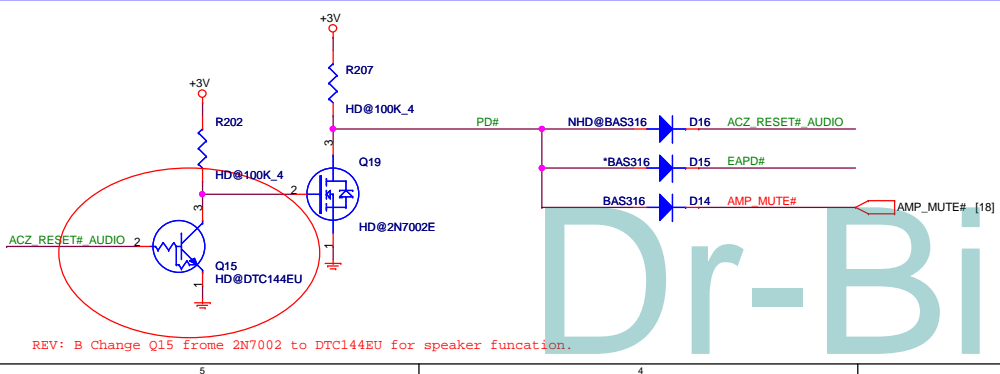 +3V
+3V
R207
HD@100K_4
R202
HD@100K_4
PD#
NHD@BAS316 D16 ACZ_RESET#_AUDIO
*BAS316 D15 EAPD#
BAS316 D14 AMP_MUTE#
AMP_MUTE# [18]
3
Q19
2
HD@2N7002E
1
3
ACZ_RESET#_AUDIO 2
Q15
HD@DTC144EU
1
Dr-Bi
REV: B Change Q15 frome 2N7002 to DTC144EU for speaker funcation.
5 4